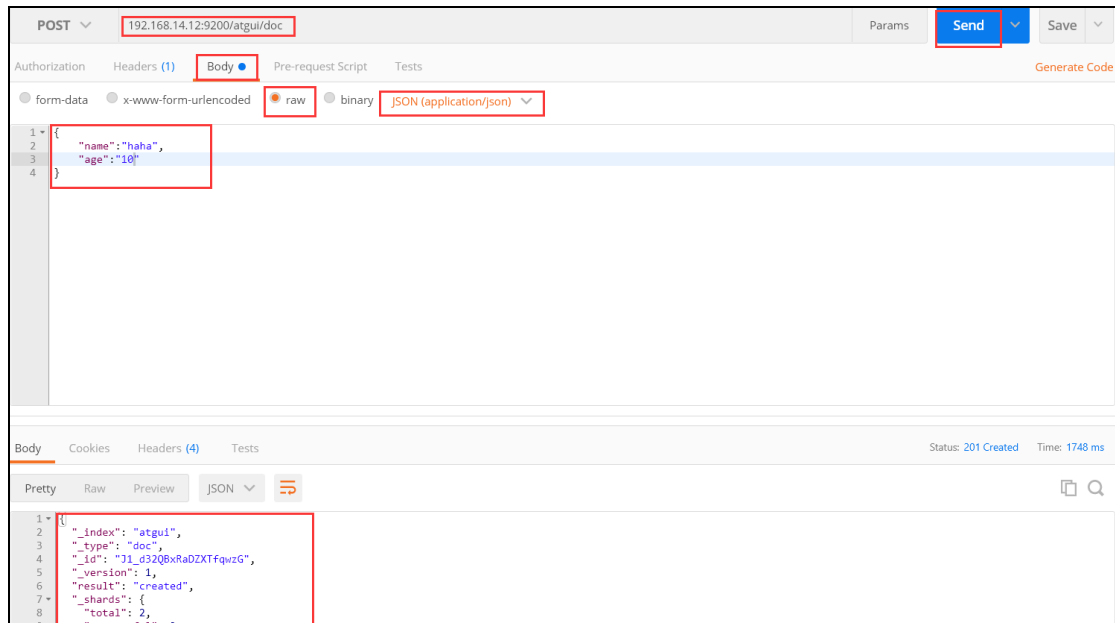 POST 192.168.14.12:9200/atgui/doc Params Send Save
Authorization Headers (1) Body Pre-request Script Tests Generate Code
form-data x-www-form-urlencoded raw binary JSON (application/json)
1 {
2 "name":"haha",
3 "age":"10"
4 }
Body Cookies Headers (4) Tests Status: 201 Created Time: 1748 ms
Pretty Raw Preview JSON
1 {
2 "_index": "atgui",
3 "_type": "doc",
4 "_id": "J1_d32QBxRaDZXTfqwzG",
5 "_version": 1,
6 "result": "created",
7 "_shards": {
8 "total": 2,